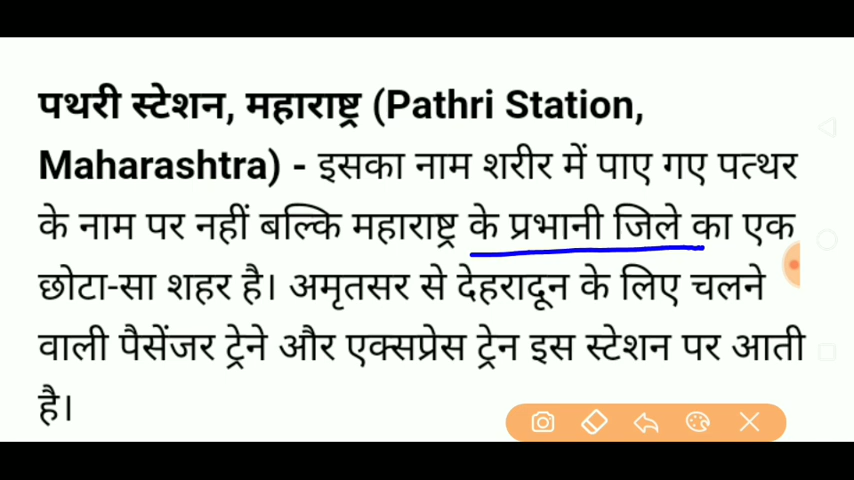 पथरी स्टेशन, महाराष्ट्र (Pathri Station,
Maharashtra) - इसका नाम शरीर में पाए गए पत्थर
के नाम पर नहीं बल्कि महाराष्ट्र के प्रभानी जिले का एक
छोटा-सा शहर है। अमृतसर से देहरादून के लिए चलने
वाली पैसेंजर ट्रेने और एक्सप्रेस ट्रेन इस स्टेशन पर आती
है।